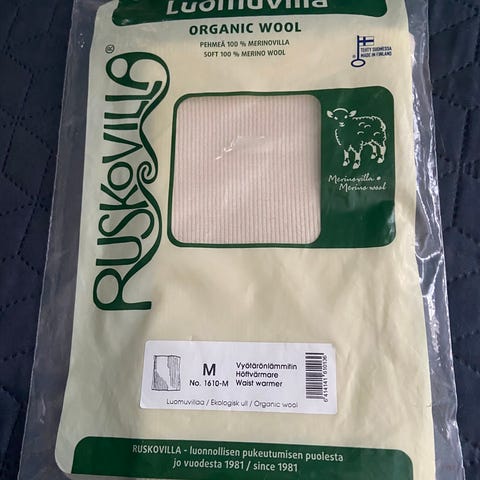 Luomuvilla
ORGANIC WOOL
PEHMEÄ 100 % MERINOVILLA
SOFT 100 % MERINO WOOL
TEHTY SUOMESSA
MADE IN FINLAND
RUSKOVILLA®
Merinovilla
Merino wool
M
No. 1610-M
Vyötärönlämmitin
Höftvärmare
Waist warmer
6414141610136
Luomuvillaa / Ekologisk ull / Organic wool
RUSKOVILLA - luonnollisen pukeutumisen puolesta
jo vuodesta 1981 / since 1981